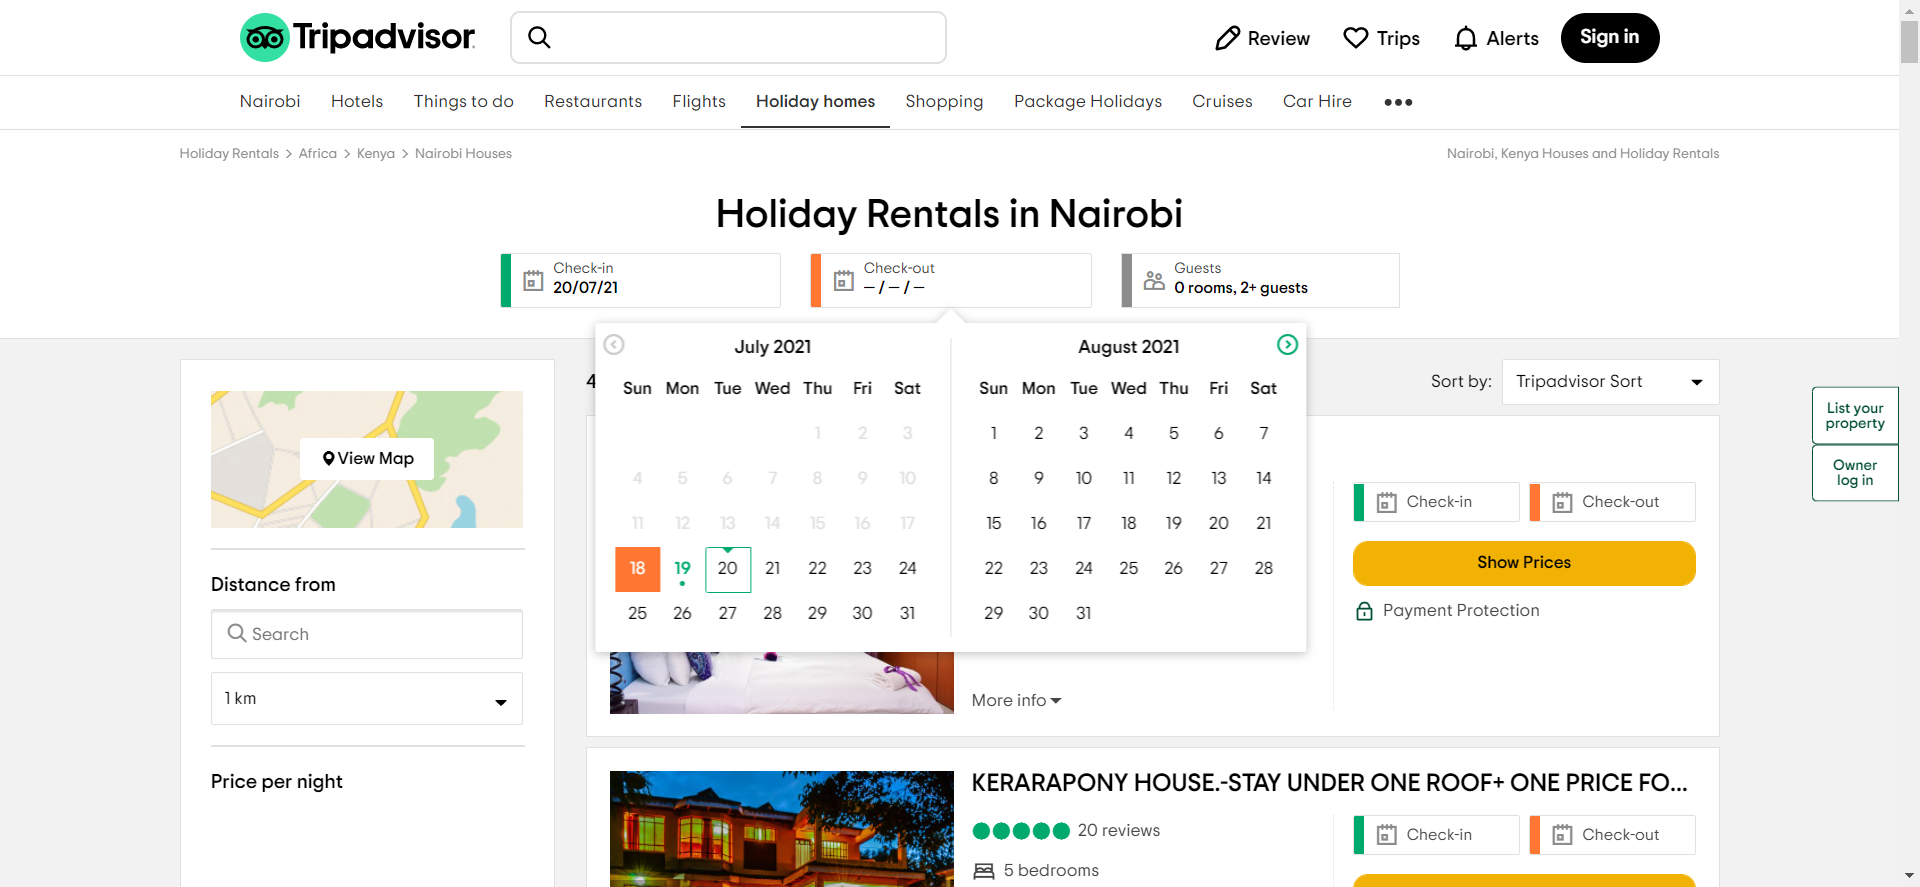 Tripadvisor
Review
Trips
Alerts
Sign in
Nairobi
Hotels
Things to do
Restaurants
Flights
Holiday homes
Shopping
Package Holidays
Cruises
Car Hire
Holiday Rentals > Africa > Kenya > Nairobi Houses
Nairobi, Kenya Houses and Holiday Rentals
Holiday Rentals in Nairobi
Check-in
20/07/21
Check-out
– / – / –
Guests
0 rooms, 2+ guests
July 2021
Sun Mon Tue Wed Thu Fri Sat
1 2 3
4 5 6 7 8 9 10
11 12 13 14 15 16 17
18 19 20 21 22 23 24
25 26 27 28 29 30 31
August 2021
Sun Mon Tue Wed Thu Fri Sat
1 2 3 4 5 6 7
8 9 10 11 12 13 14
15 16 17 18 19 20 21
22 23 24 25 26 27 28
29 30 31
View Map
Distance from
Search
1 km
Price per night
4
Sort by:
Tripadvisor Sort
List your
property
Owner
log in
Check-in
Check-out
Show Prices
Payment Protection
More info
KERARAPONY HOUSE.-STAY UNDER ONE ROOF+ ONE PRICE FO...
20 reviews
5 bedrooms
Check-in
Check-out